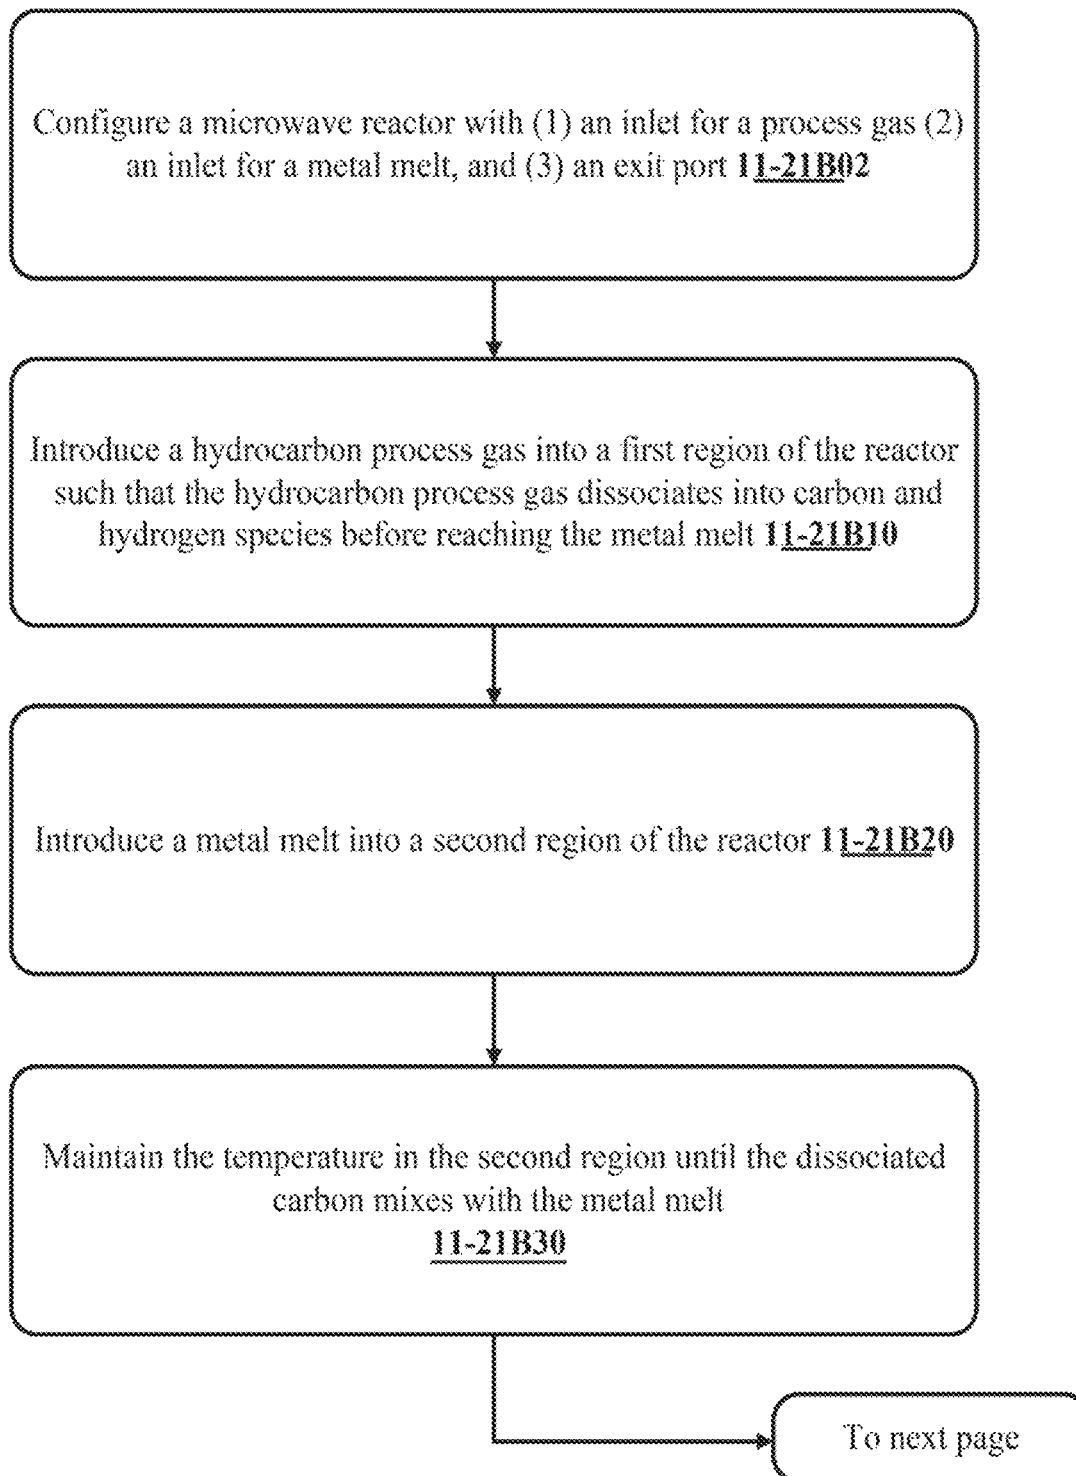 Configure a microwave reactor with (1) an inlet for a process gas (2)
an inlet for a metal melt, and (3) an exit port 11-21B02
Introduce a hydrocarbon process gas into a first region of the reactor
such that the hydrocarbon process gas dissociates into carbon and
hydrogen species before reaching the metal melt 11-21B10
Introduce a metal melt into a second region of the reactor 11-21B20
Maintain the temperature in the second region until the dissociated
carbon mixes with the metal melt
11-21B30
To next page